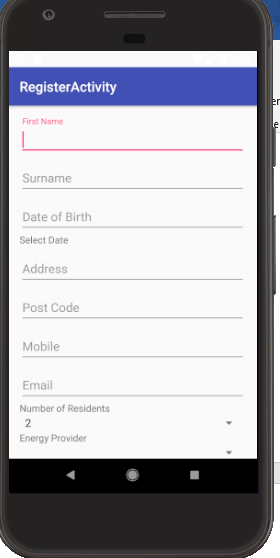 RegisterActivity
First Name
Surname
Date of Birth
Select Date
Address
Post Code
Mobile
Email
Number of Residents
2
Energy Provider